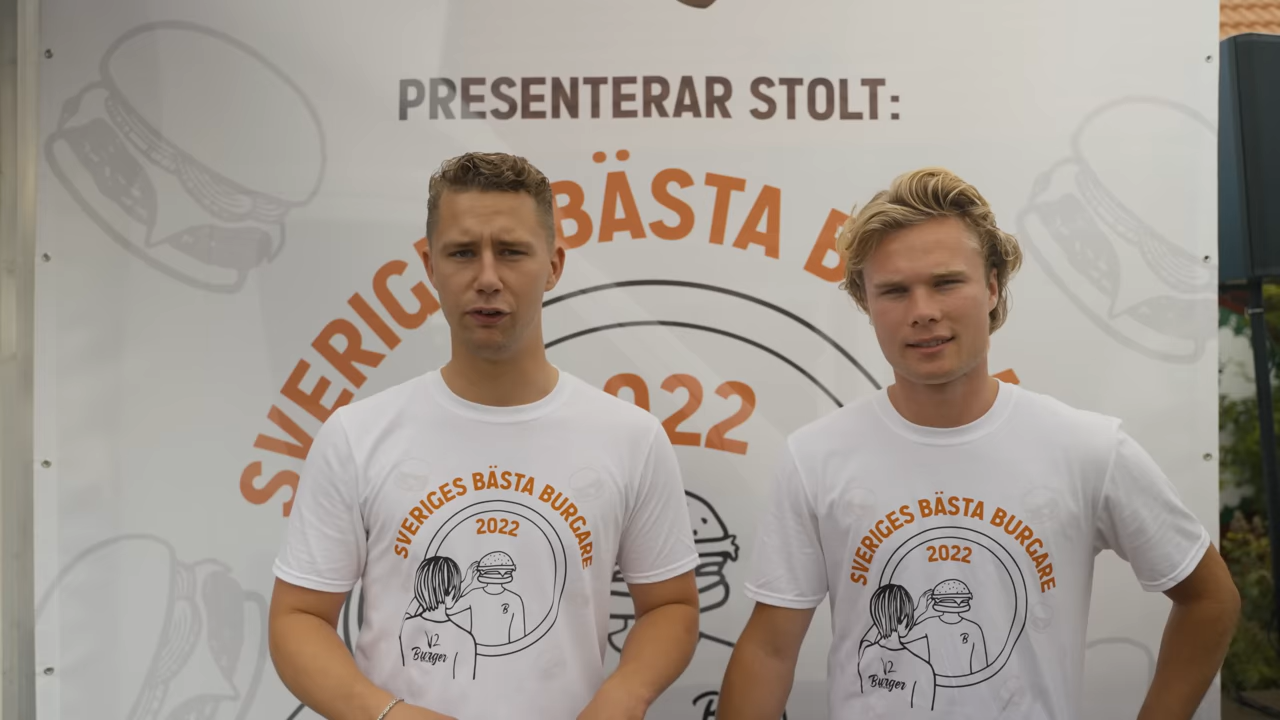 PRESENTERAR STOLT:
SVERIGES BÄSTA B
2022
SVERIGES BÄSTA BURGARE
2022
B
V2
Burger
SVERIGES BÄSTA BURGARE
2022
B
V2
Burger
B